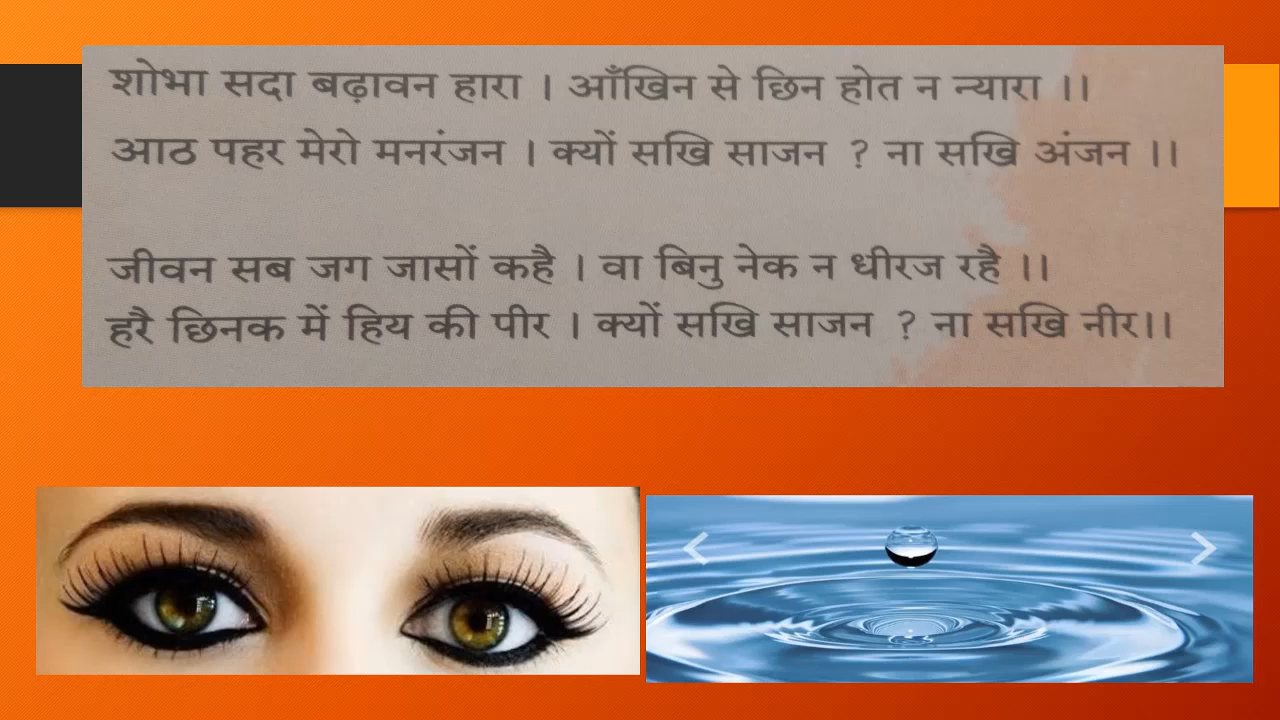 शोभा सदा बढ़ावन हारा । आँखिन से छिन होत न न्यारा ।।
आठ पहर मेरो मनरंजन । क्यों सखि साजन ? ना सखि अंजन ।।
जीवन सब जग जासों कहै । वा बिनु नेक न धीरज रहै ।।
हरै छिनक में हिय की पीर । क्यों सखि साजन ? ना सखि नीर।।